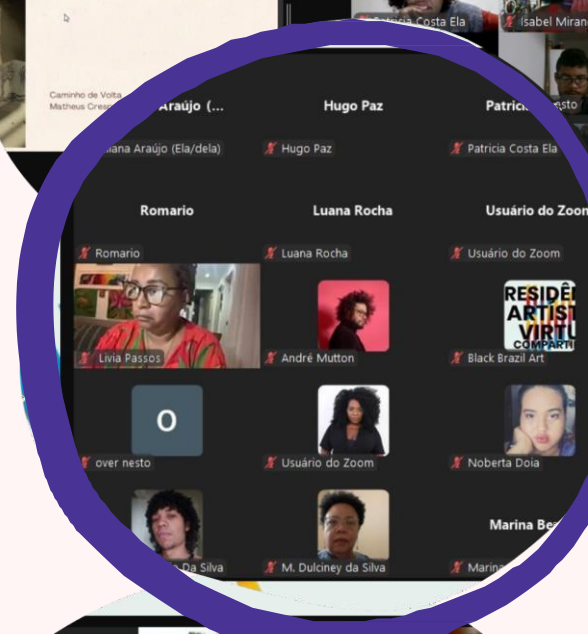 Patricia Costa Ela
Isabel Miran
Caminho de Volta
Matheus Cresp
Araújo (...
Hugo Paz
Patrici
esto
iana Araújo (Ela/dela)
Hugo Paz
Patricia Costa Ela
Romario
Luana Rocha
Usuário do Zoom
Romario
Luana Rocha
Usuário do Zoom
RESIDÊ
ARTÍST
VIRTU
COMPARTI
Livia Passos
André Mutton
Black Brazil Art
O
over nesto
Usuário do Zoom
Noberta Doia
Marina Be
Da Silva
M. Dulciney da Silva
Marina